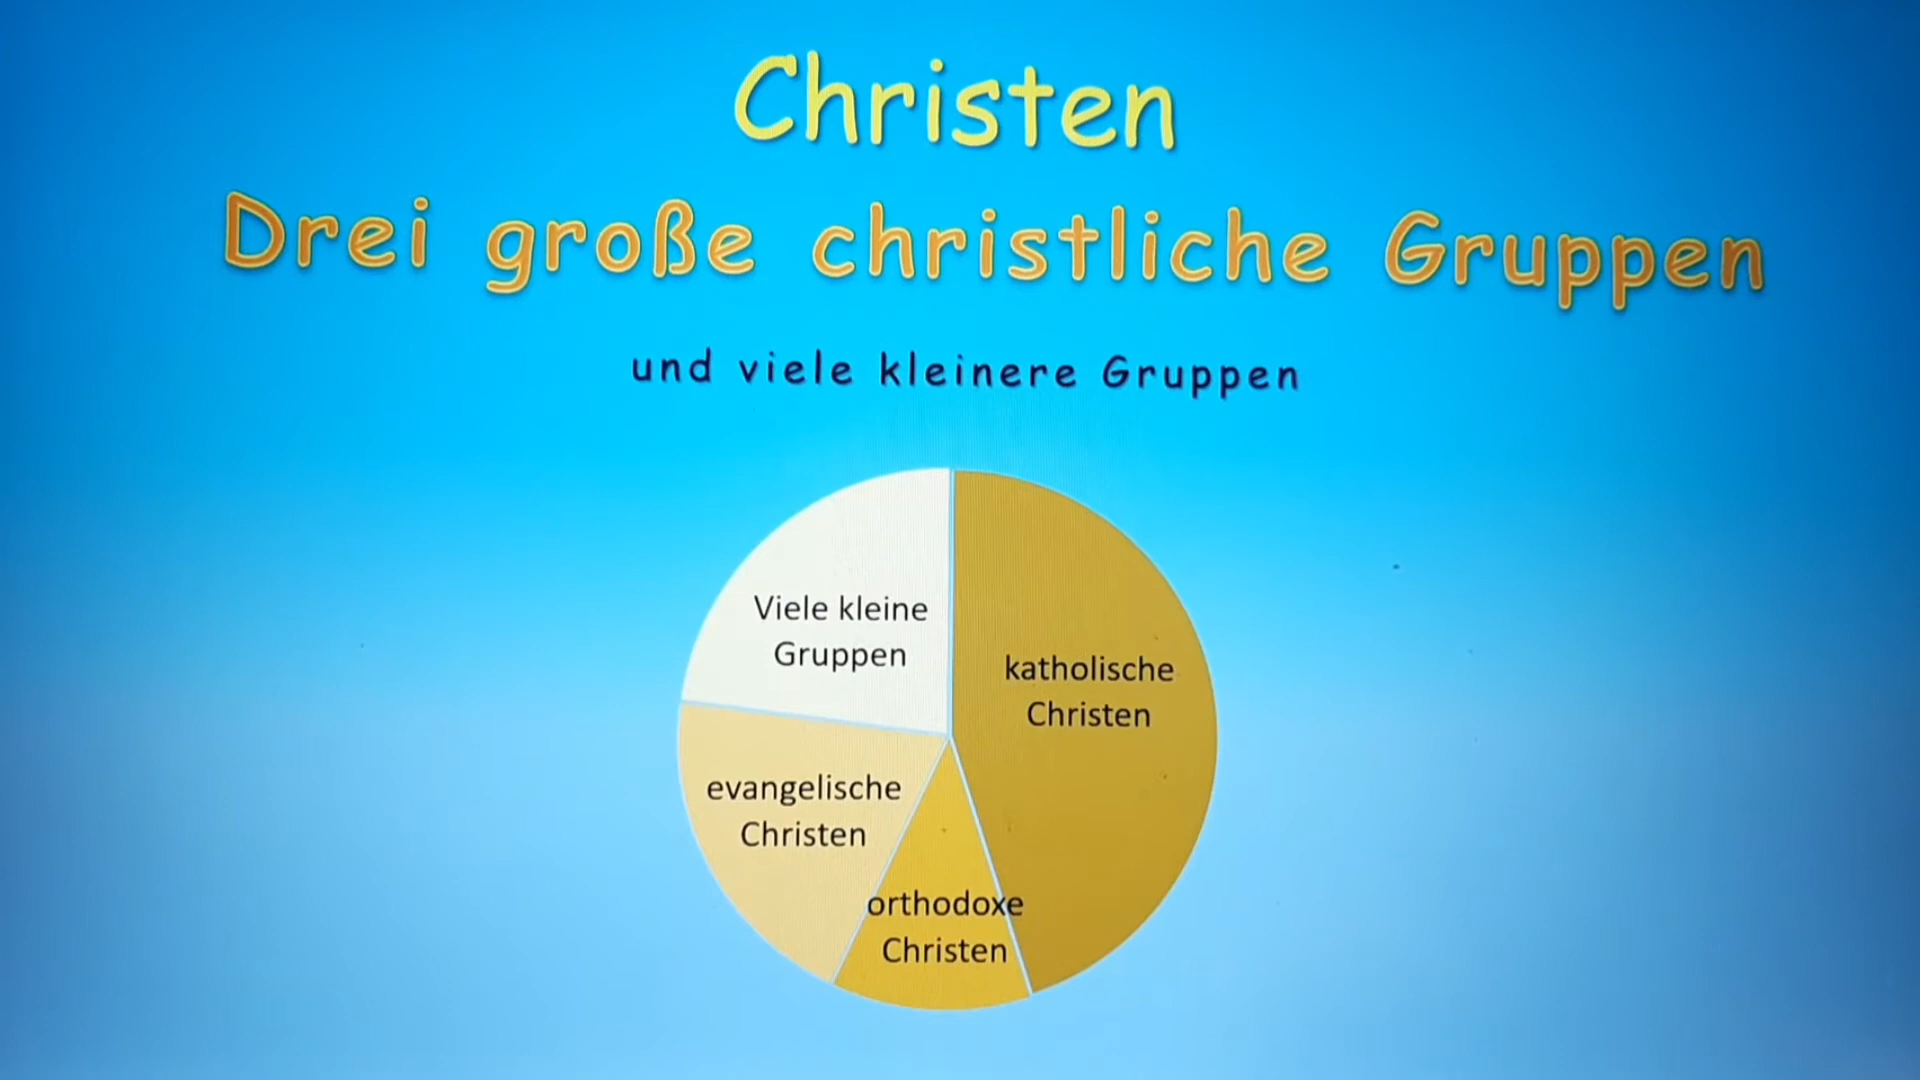 Christen
Drei große christliche Gruppen
und viele kleinere Gruppen
Viele kleine
Gruppen
katholische
Christen
evangelische
Christen
orthodoxe
Christen